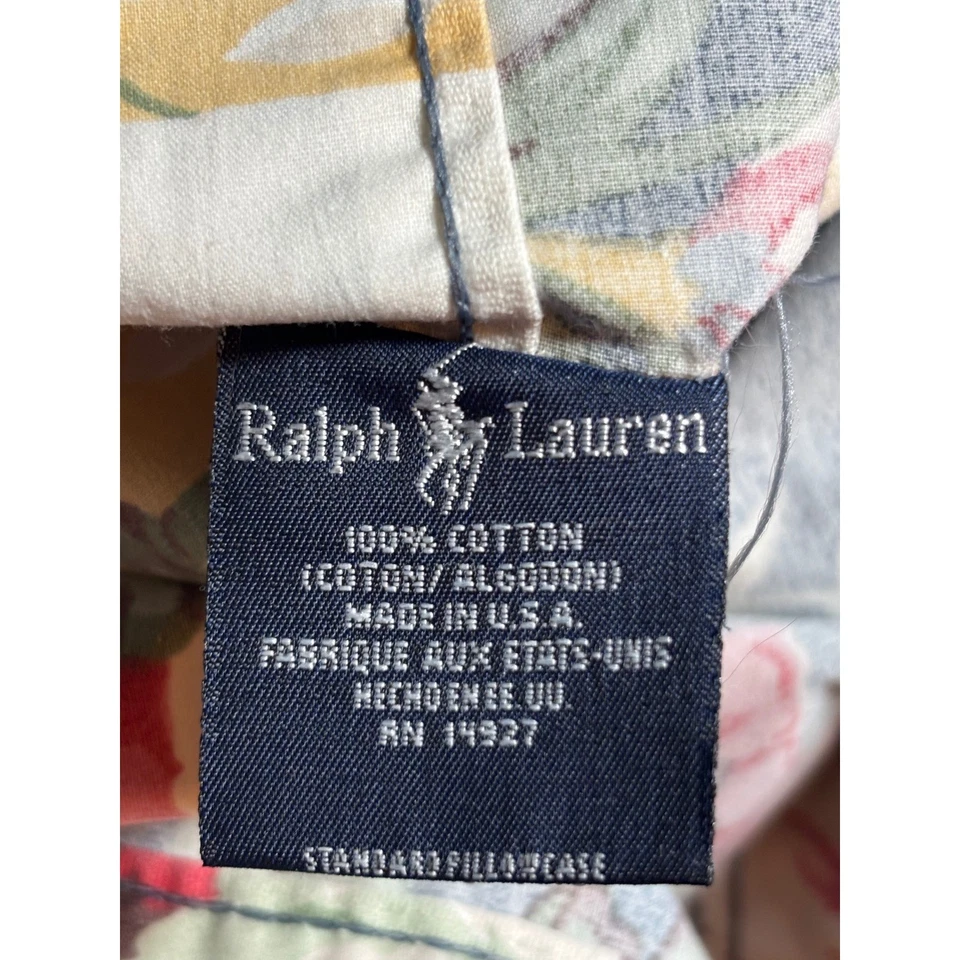 Ralph Lauren
100% COTTON
(COTON/ALGODON)
MADE IN U.S.A.
FABRIQUE AUX ETATS-UNIS
HECHO EN EE UU.
RN 14927
STANDARD PILLOWCASE